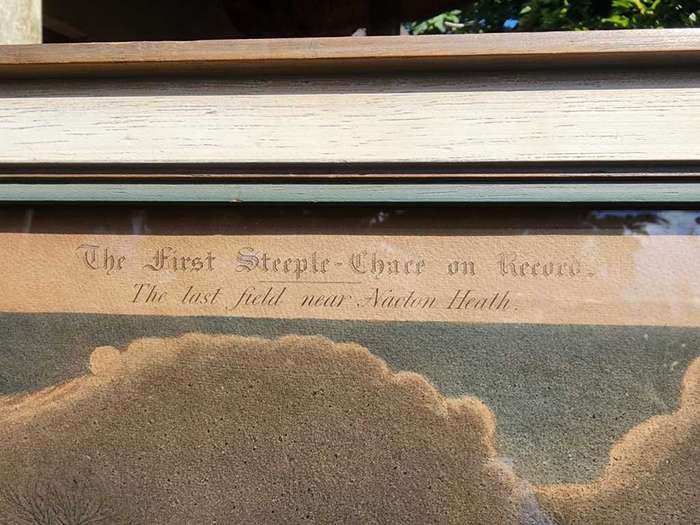 The First Steeple-Chace on Record.
The last field near Nacton Heath.